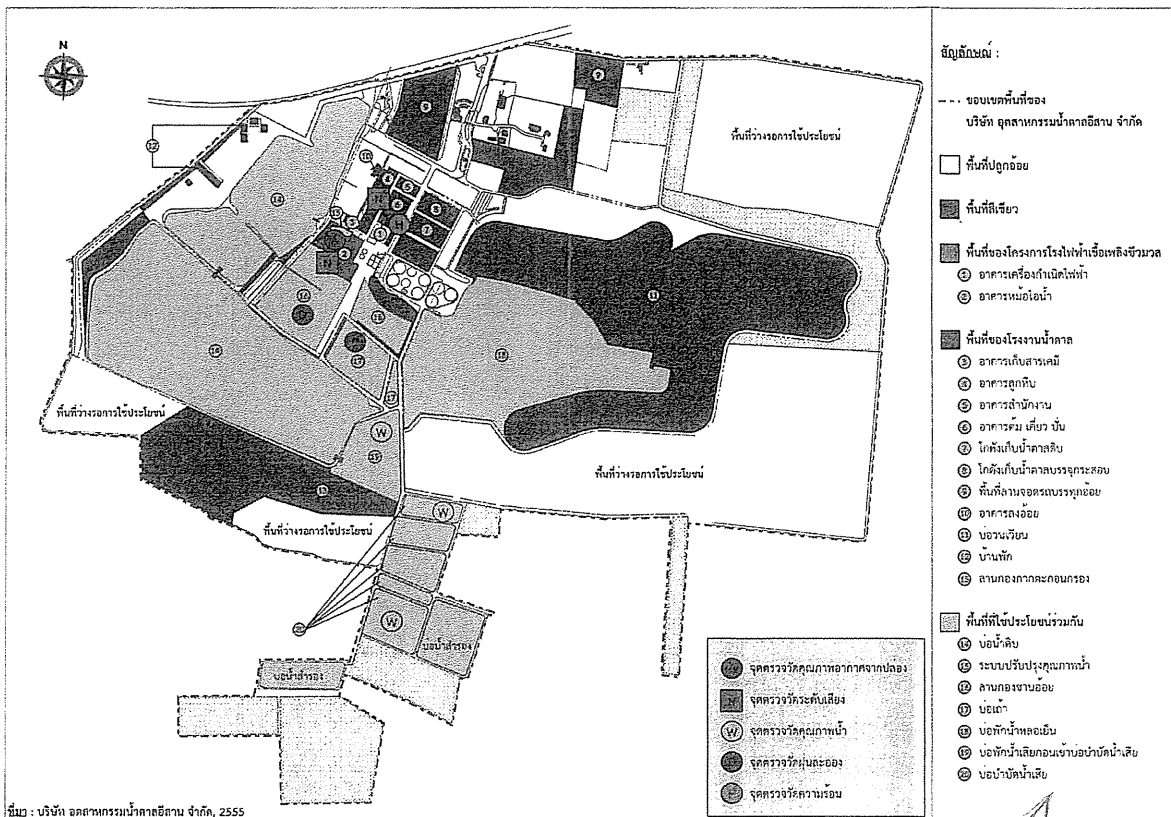 N
สัญลักษณ์ :
ขอบเขตพื้นที่ของ
บริษัท อุตสาหกรรมน้ำตาลอีสาน จำกัด
พื้นที่ปลูกอ้อย
พื้นที่สีเขียว
พื้นที่ของโครงการโรงไฟฟ้าเชื้อเพลิงชีวมวล
① อาคารเครื่องกำเนิดไฟฟ้า
② อาคารหม้อไอน้ำ
พื้นที่ของโรงงานน้ำตาล
③ อาคารเก็บสารเคมี
④ อาคารลูกหีบ
⑤ อาคารสำนักงาน
⑥ อาคารต้ม เคี่ยว ปั่น
⑦ โกดังเก็บน้ำตาลดิบ
⑧ โกดังเก็บน้ำตาลบรรจุกระสอบ
⑨ พื้นที่ลานจอดรถบรรทุกอ้อย
⑩ อาคารลงอ้อย
⑪ บ่อวนเวียน
⑫ บ้านพัก
⑬ ลานกองกากตะกอนกรอง
พื้นที่ที่ใช้ประโยชน์ร่วมกัน
⑭ บ่อน้ำดิบ
⑮ ระบบปรับปรุงคุณภาพน้ำ
⑯ ลานกองชานอ้อย
⑰ บ่อเถ้า
⑱ บ่อพักน้ำหล่อเย็น
⑲ บ่อพักน้ำเสียก่อนเข้าบ่อบำบัดน้ำเสีย
⑳ บ่อบำบัดน้ำเสีย
พื้นที่ว่างรอการใช้ประโยชน์
พื้นที่ว่างรอการใช้ประโยชน์
พื้นที่ว่างรอการใช้ประโยชน์
พื้นที่ว่างรอการใช้ประโยชน์
บ่อน้ำสำรอง
บ่อน้ำสำรอง
จุดตรวจวัดคุณภาพอากาศจากปล่อง
N จุดตรวจวัดระดับเสียง
W จุดตรวจวัดคุณภาพน้ำ
จุดตรวจวัดฝุ่นละออง
H จุดตรวจวัดความร้อน
ที่มา : บริษัท อุตสาหกรรมน้ำตาลอีสาน จำกัด, 2555